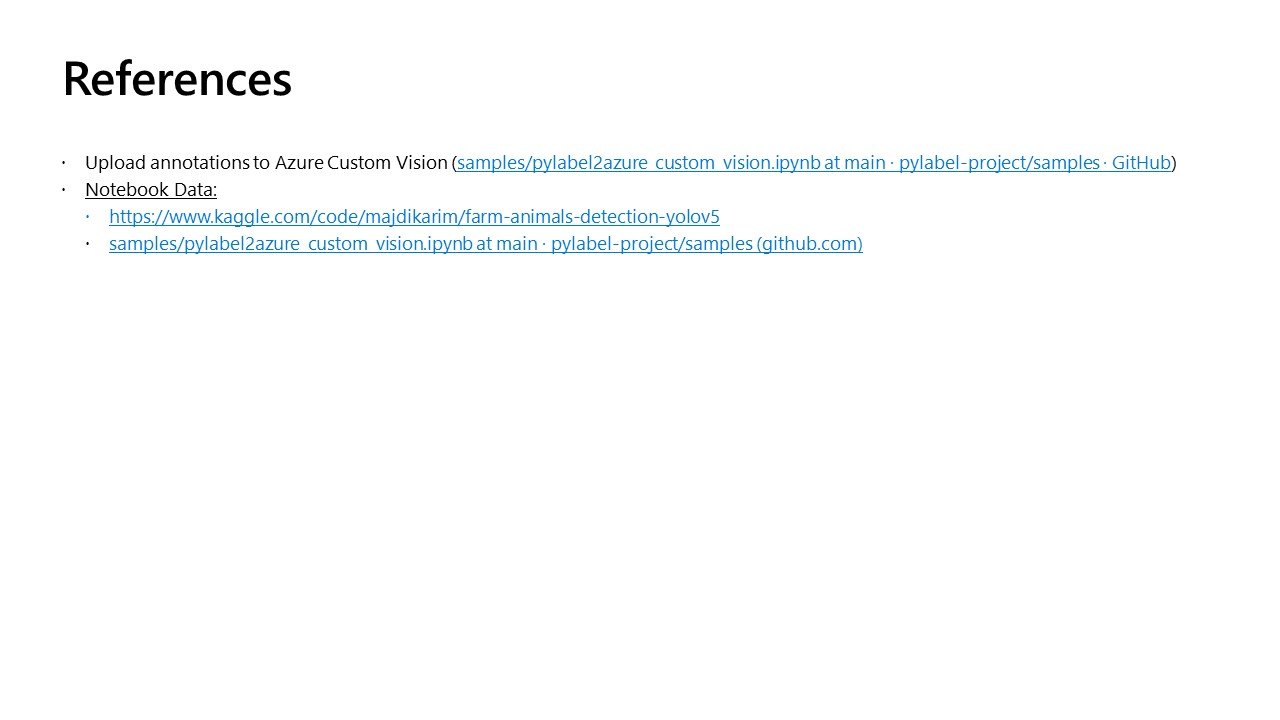 References
· Upload annotations to Azure Custom Vision (samples/pylabel2azure_custom_vision.ipynb at main · pylabel-project/samples · GitHub)
· Notebook Data:
· https://www.kaggle.com/code/majdikarim/farm-animals-detection-yolov5
· samples/pylabel2azure_custom_vision.ipynb at main · pylabel-project/samples (github.com)